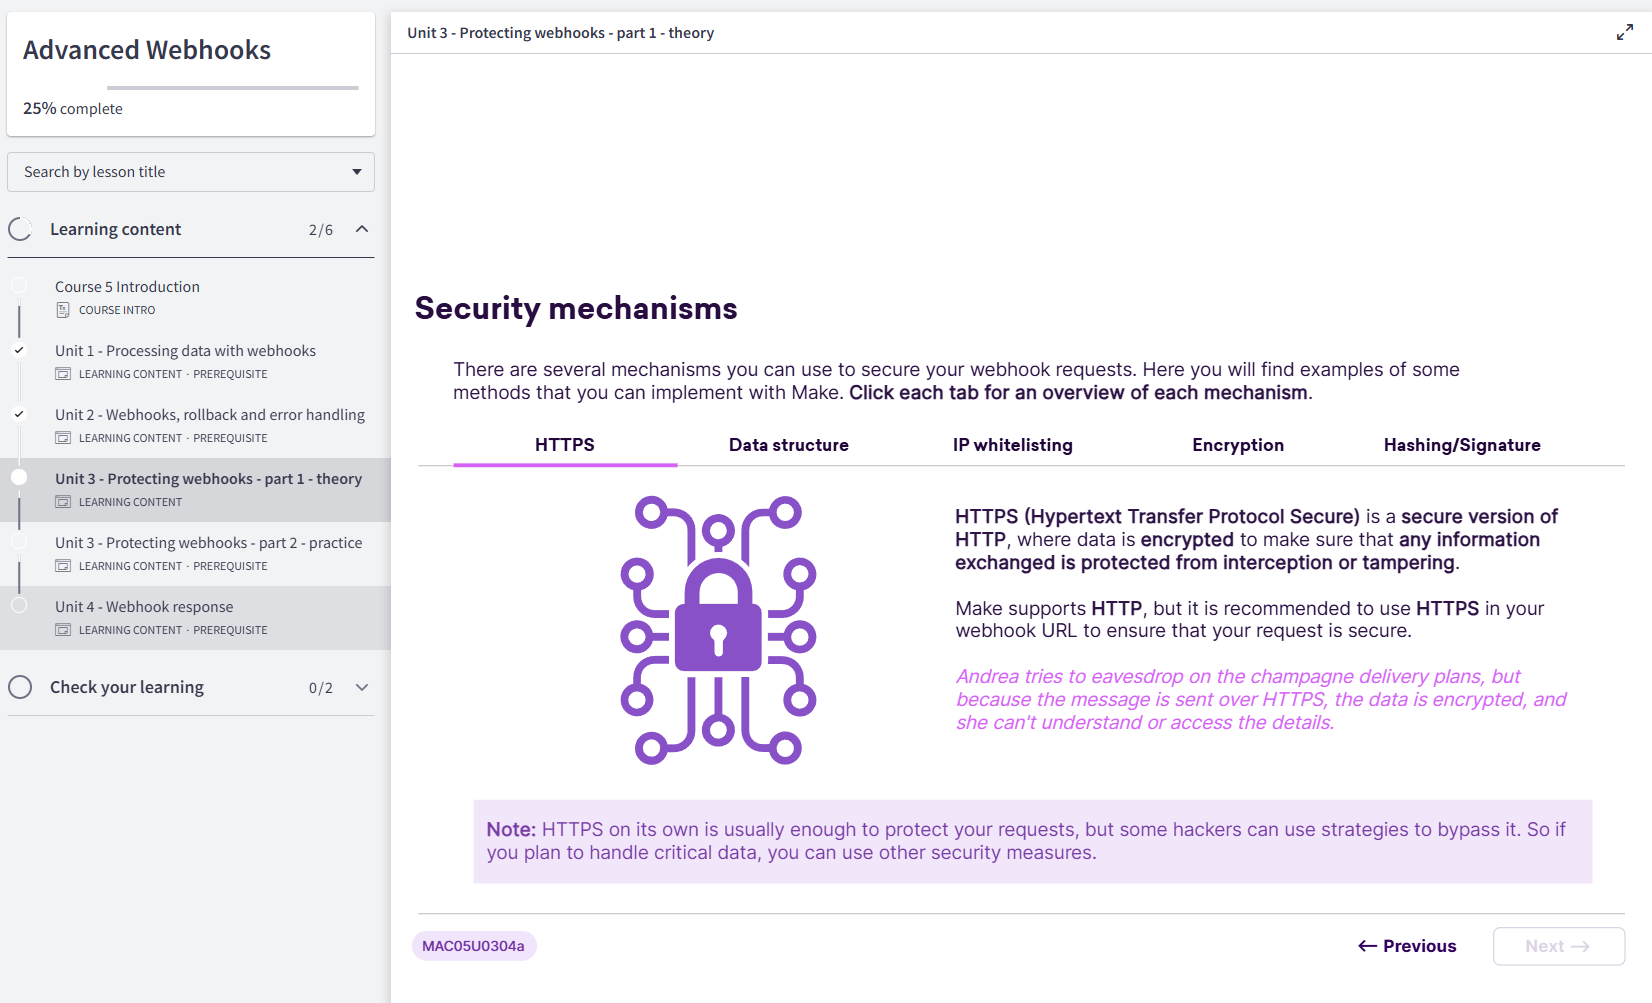 Advanced Webhooks
25% complete
Search by lesson title
Learning content 2/6
Course 5 Introduction
COURSE INTRO
Unit 1 - Processing data with webhooks
LEARNING CONTENT · PREREQUISITE
Unit 2 - Webhooks, rollback and error handling
LEARNING CONTENT · PREREQUISITE
Unit 3 - Protecting webhooks - part 1 - theory
LEARNING CONTENT
Unit 3 - Protecting webhooks - part 2 - practice
LEARNING CONTENT · PREREQUISITE
Unit 4 - Webhook response
LEARNING CONTENT · PREREQUISITE
Check your learning 0/2
Unit 3 - Protecting webhooks - part 1 - theory
Security mechanisms
There are several mechanisms you can use to secure your webhook requests. Here you will find examples of some
methods that you can implement with Make. Click each tab for an overview of each mechanism.
HTTPS Data structure IP whitelisting Encryption Hashing/Signature
HTTPS (Hypertext Transfer Protocol Secure) is a secure version of
HTTP, where data is encrypted to make sure that any information
exchanged is protected from interception or tampering.
Make supports HTTP, but it is recommended to use HTTPS in your
webhook URL to ensure that your request is secure.
Andrea tries to eavesdrop on the champagne delivery plans, but
because the message is sent over HTTPS, the data is encrypted, and
she can't understand or access the details.
Note: HTTPS on its own is usually enough to protect your requests, but some hackers can use strategies to bypass it. So if
you plan to handle critical data, you can use other security measures.
MAC05U0304a
← Previous
Next →